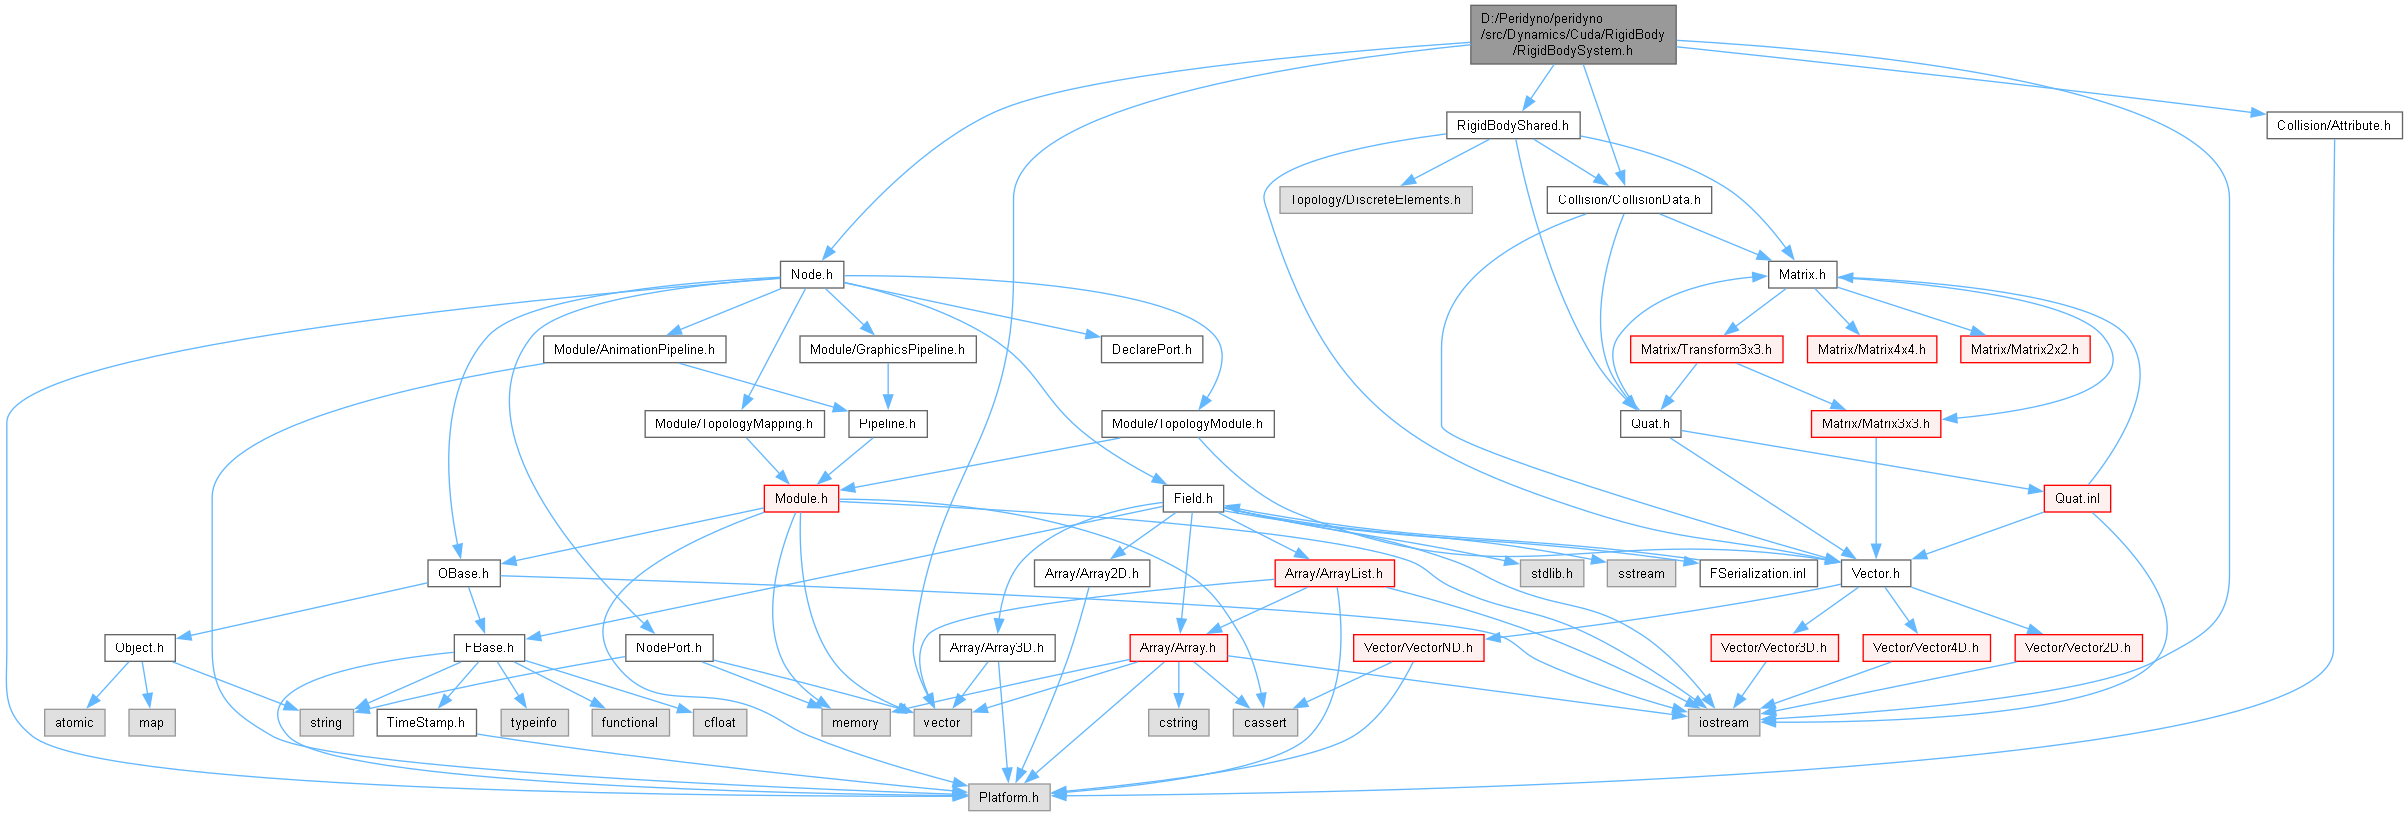 D:/Peridyno/peridyno
/src/Dynamics/Cuda/RigidBody
/RigidBodySystem.h
RigidBodyShared.h
Collision/Attribute.h
Topology/DiscreteElements.h
Collision/CollisionData.h
Node.h
Matrix.h
Module/AnimationPipeline.h
Module/GraphicsPipeline.h
DeclarePort.h
Matrix/Transform3x3.h
Matrix/Matrix4x4.h
Matrix/Matrix2x2.h
Module/TopologyMapping.h
Pipeline.h
Module/TopologyModule.h
Quat.h
Matrix/Matrix3x3.h
Module.h
Field.h
Quat.inl
OBase.h
Array/Array2D.h
Array/ArrayList.h
stdlib.h
sstream
FSerialization.inl
Vector.h
Object.h
FBase.h
NodePort.h
Array/Array3D.h
Array/Array.h
Vector/VectorND.h
Vector/Vector3D.h
Vector/Vector4D.h
Vector/Vector2D.h
atomic
map
string
TimeStamp.h
typeinfo
functional
cfloat
memory
vector
cstring
cassert
iostream
Platform.h